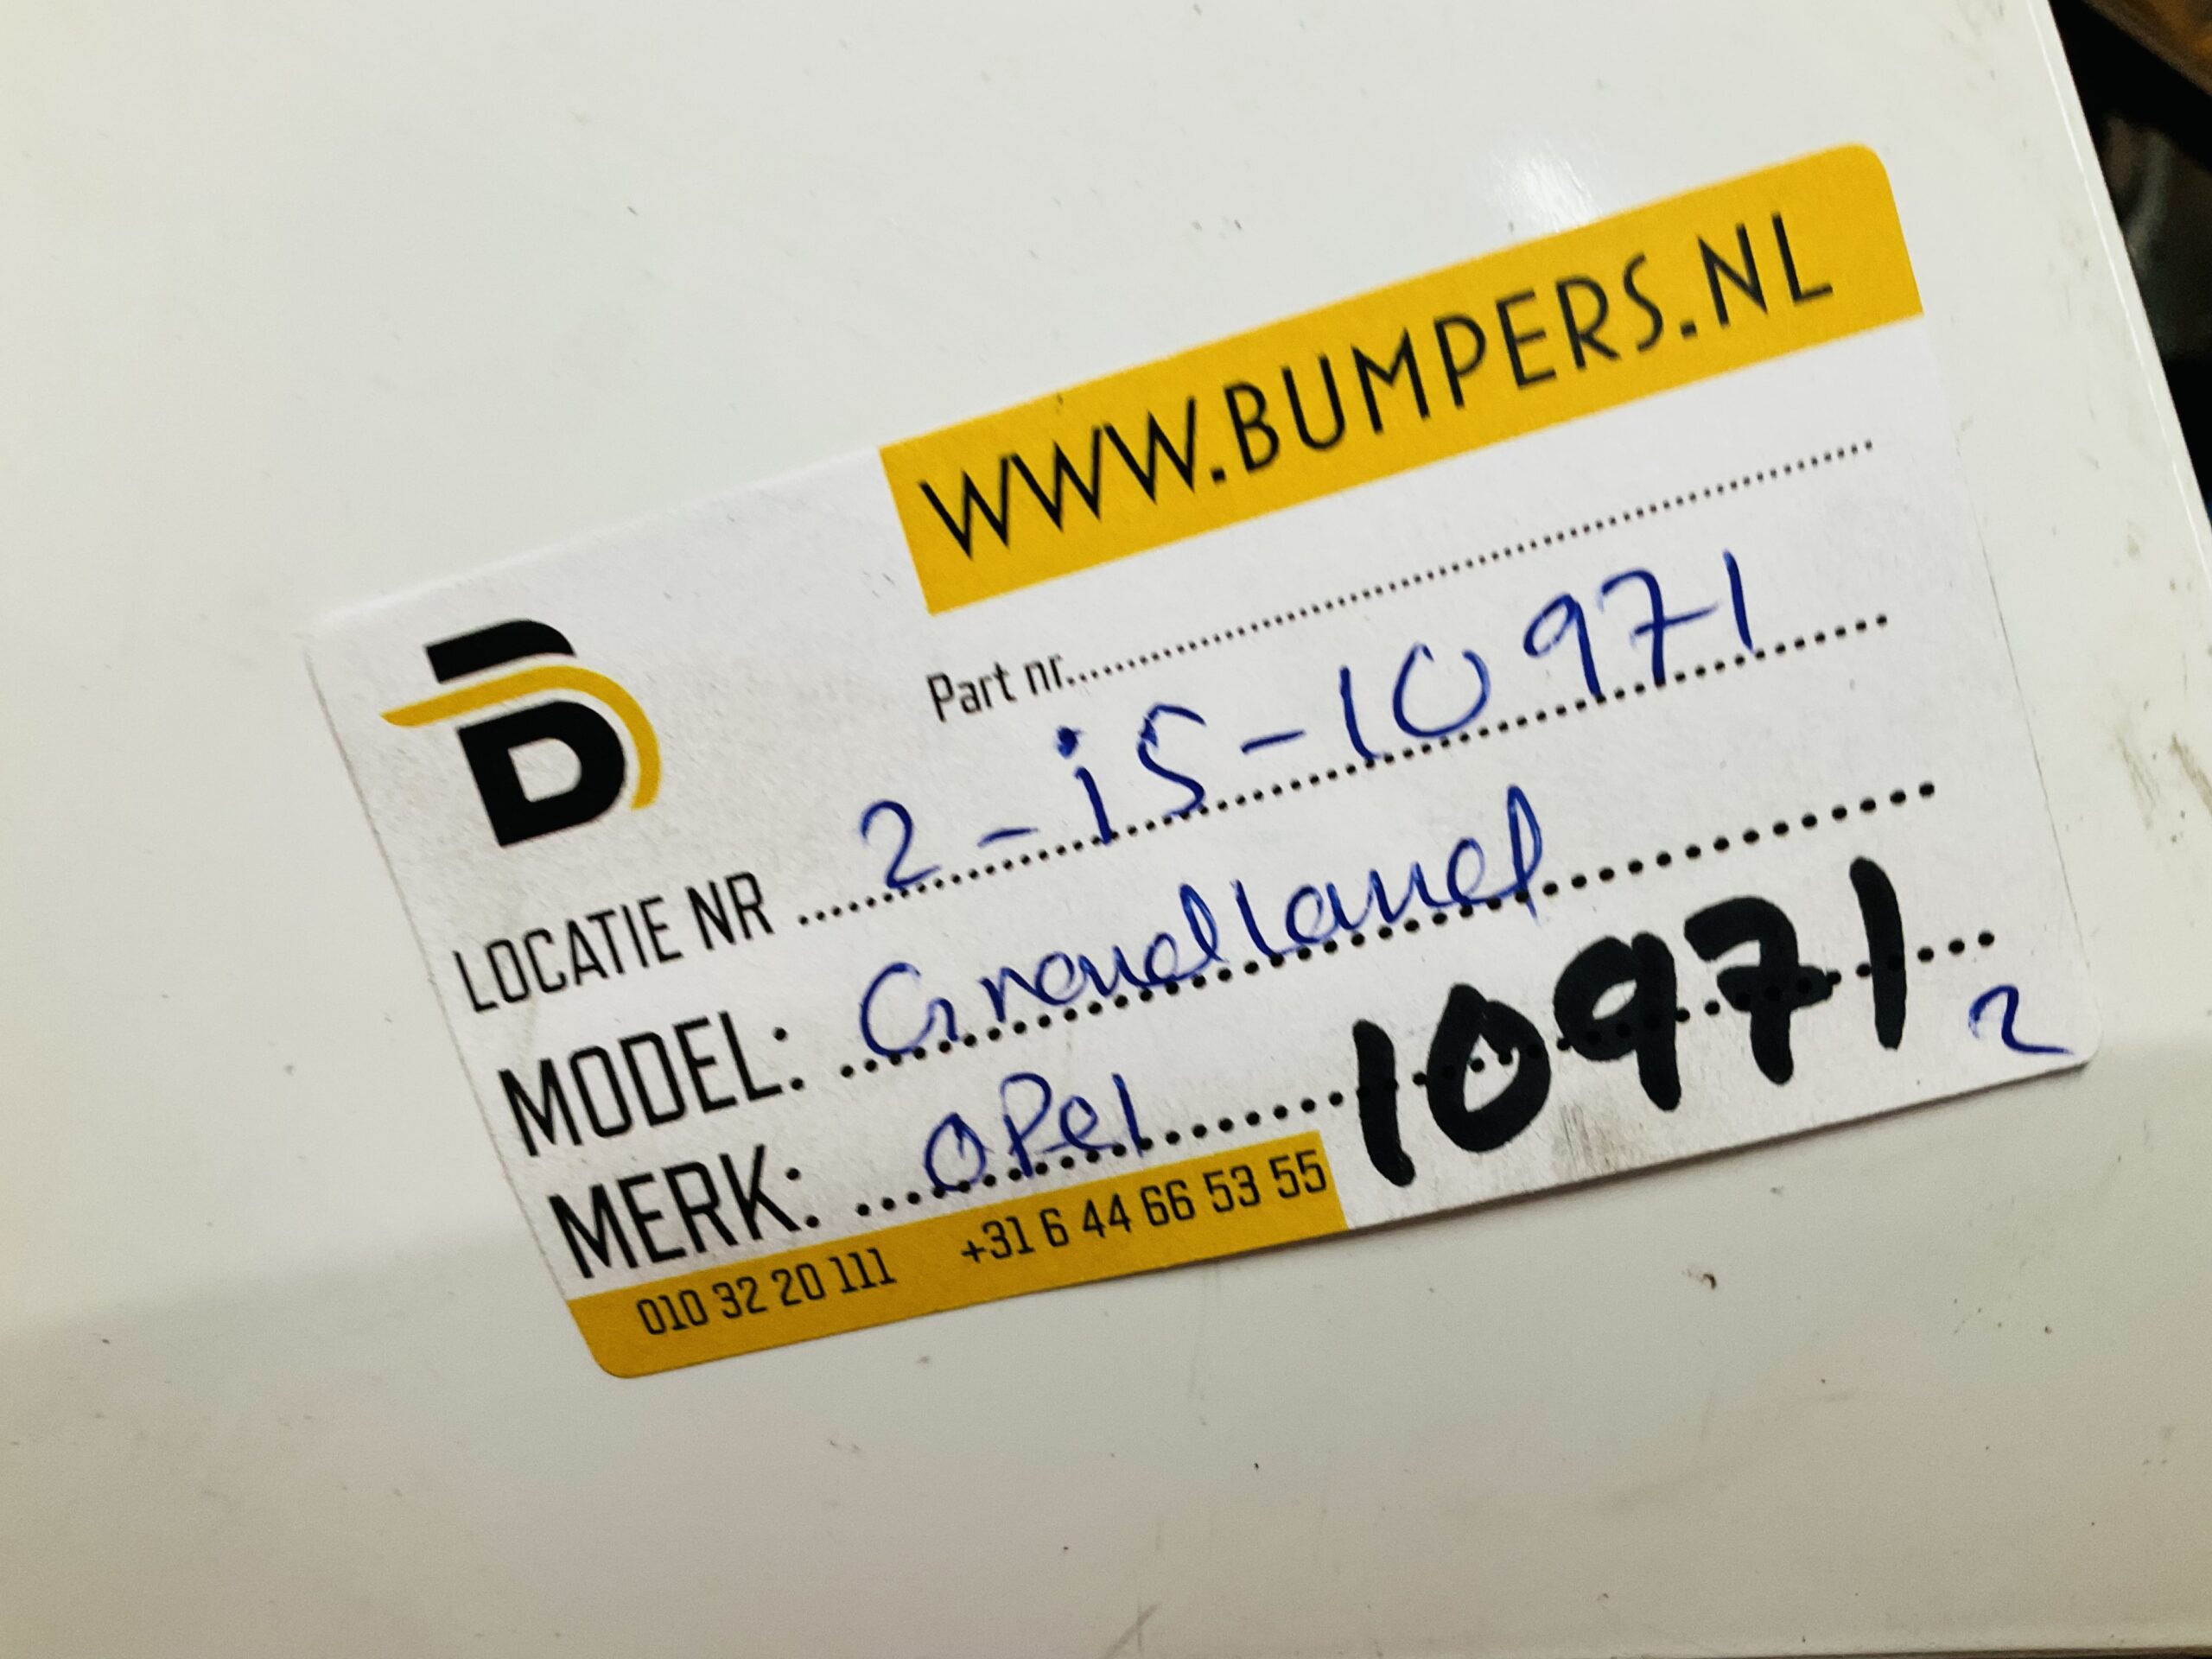 WWW.BUMPERS.NL
Part nr.
LOCATIE NR 2-iS-10971
MODEL: Grandland
MERK: OPel 10971 2
010 32 20 111 +31 6 44 66 53 55